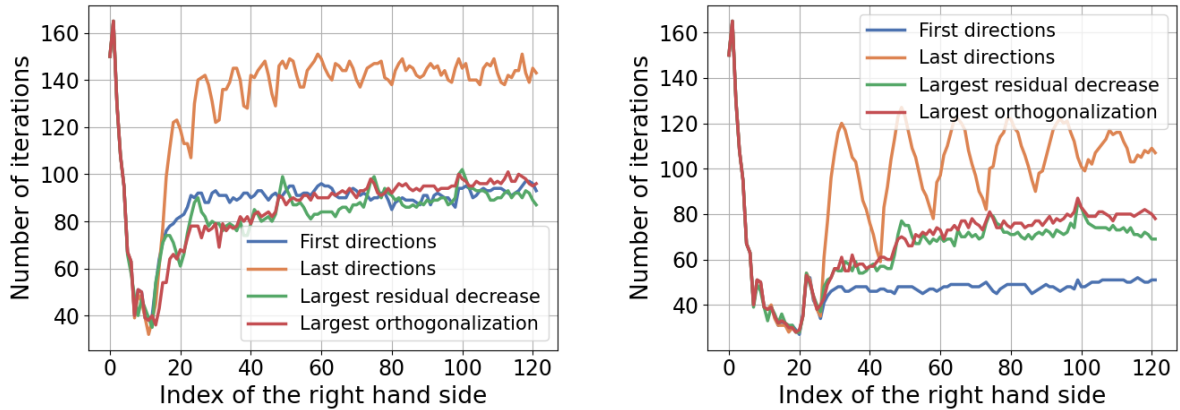 160
140
120
100
80
60
40
Number of iterations
0 20 40 60 80 100 120
Index of the right hand side
First directions
Last directions
Largest residual decrease
Largest orthogonalization
160
140
120
100
80
60
40
Number of iterations
0 20 40 60 80 100 120
Index of the right hand side
First directions
Last directions
Largest residual decrease
Largest orthogonalization